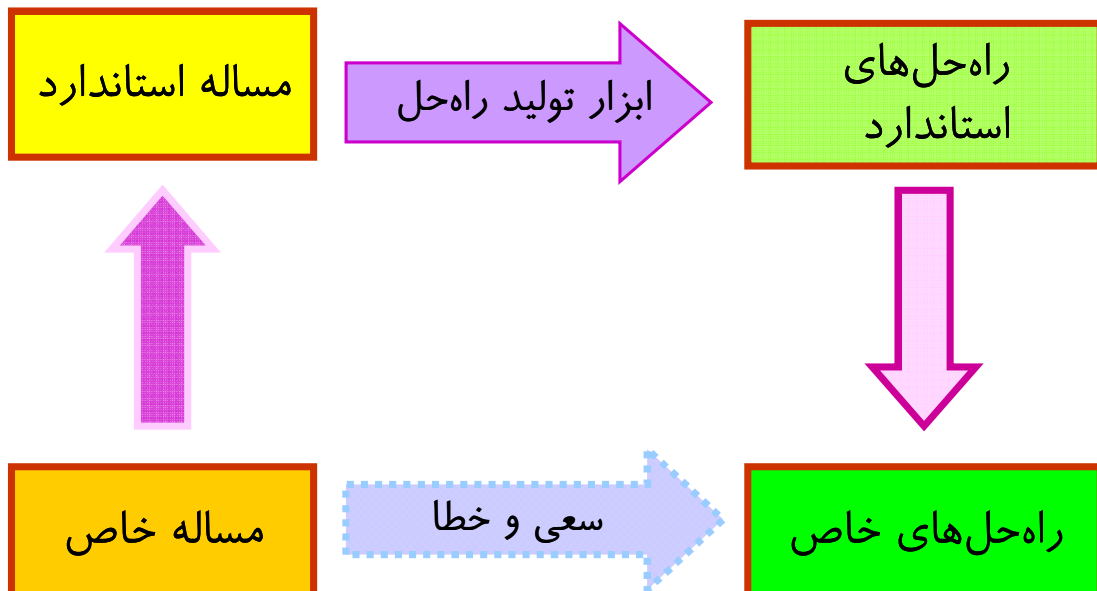 مساله استاندارد
ابزار تولید راه‌حل
راه‌حل‌های
استاندارد
مساله خاص
سعی و خطا
راه‌حل‌های خاص